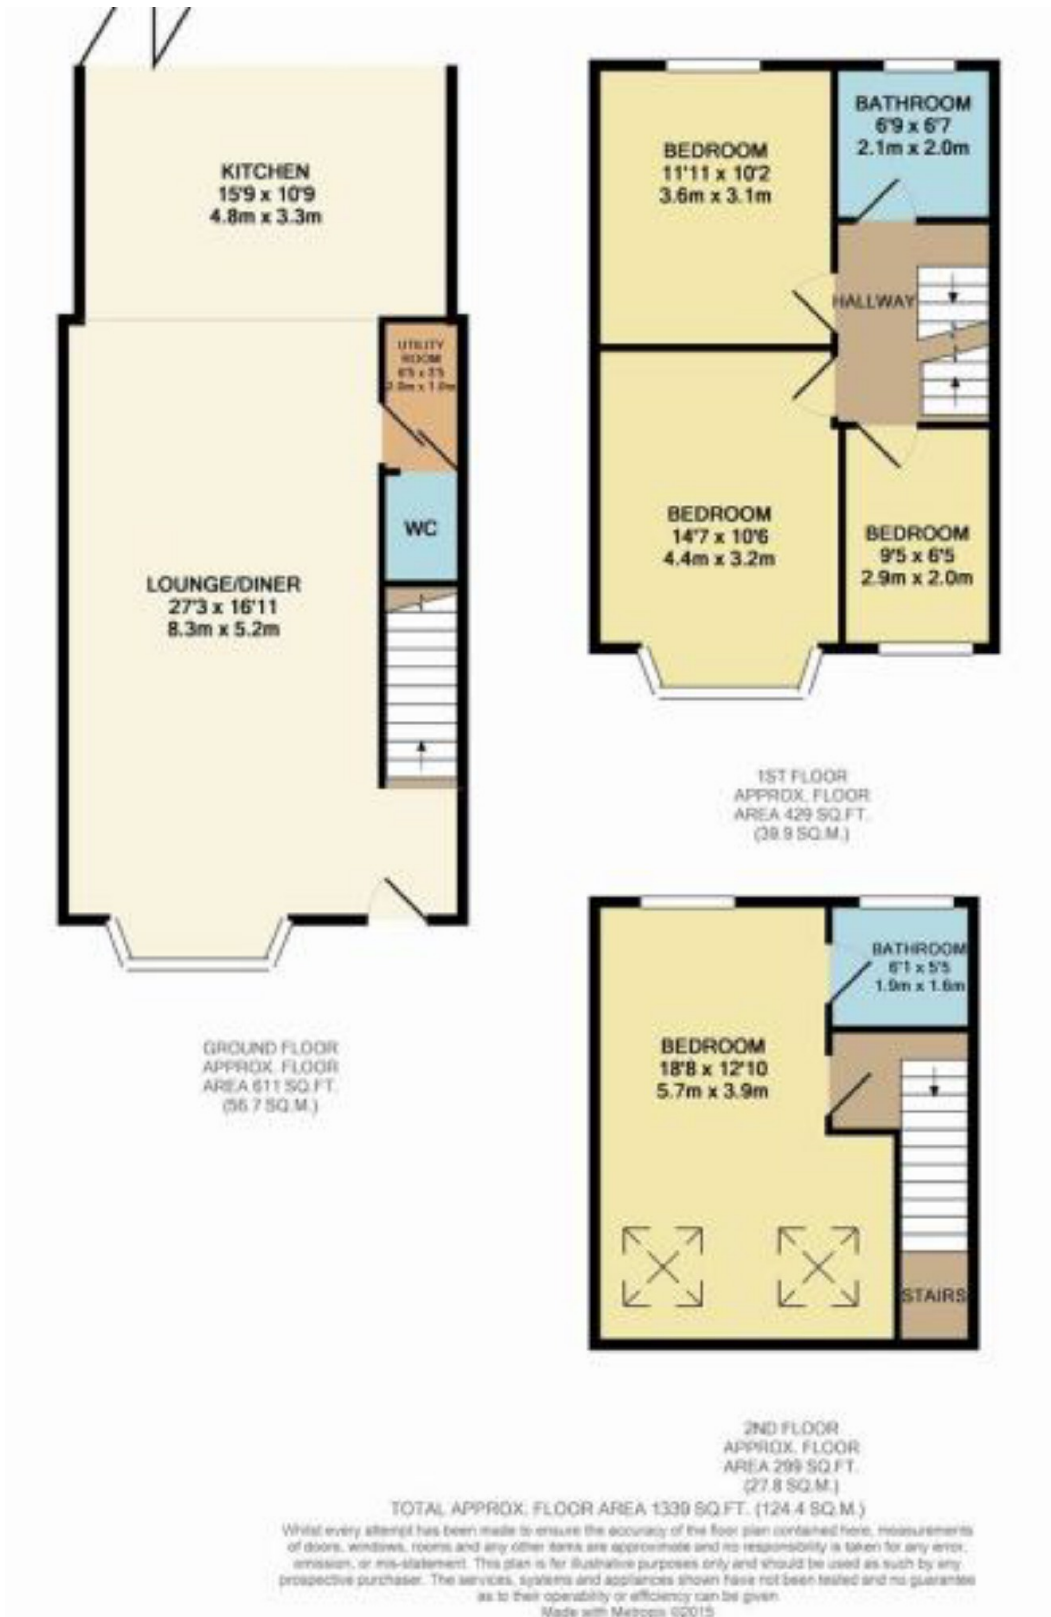 KITCHEN
15'9 x 10'9
4.8m x 3.3m
UTILITY
ROOM
6'5 x 3'5
2.0m x 1.0m
WC
LOUNGE/DINER
27'3 x 16'11
8.3m x 5.2m
GROUND FLOOR
APPROX. FLOOR
AREA 611 SQ.FT.
(56.7 SQ.M.)
BEDROOM
11'11 x 10'2
3.6m x 3.1m
BATHROOM
6'9 x 6'7
2.1m x 2.0m
HALLWAY
BEDROOM
14'7 x 10'6
4.4m x 3.2m
BEDROOM
9'5 x 6'5
2.9m x 2.0m
1ST FLOOR
APPROX. FLOOR
AREA 429 SQ.FT.
(39.9 SQ.M.)
BATHROOM
6'1 x 5'5
1.9m x 1.6m
BEDROOM
18'8 x 12'10
5.7m x 3.9m
STAIRS
2ND FLOOR
APPROX. FLOOR
AREA 299 SQ.FT.
(27.8 SQ.M.)
TOTAL APPROX. FLOOR AREA 1339 SQ.FT. (124.4 SQ.M.)
Whilst every attempt has been made to ensure the accuracy of the floor plan contained here, measurements
of doors, windows, rooms and any other items are approximate and no responsibility is taken for any error,
omission, or mis-statement. This plan is for illustrative purposes only and should be used as such by any
prospective purchaser. The services, systems and appliances shown have not been tested and no guarantee
as to their operability or efficiency can be given
Made with Metropix ©2015